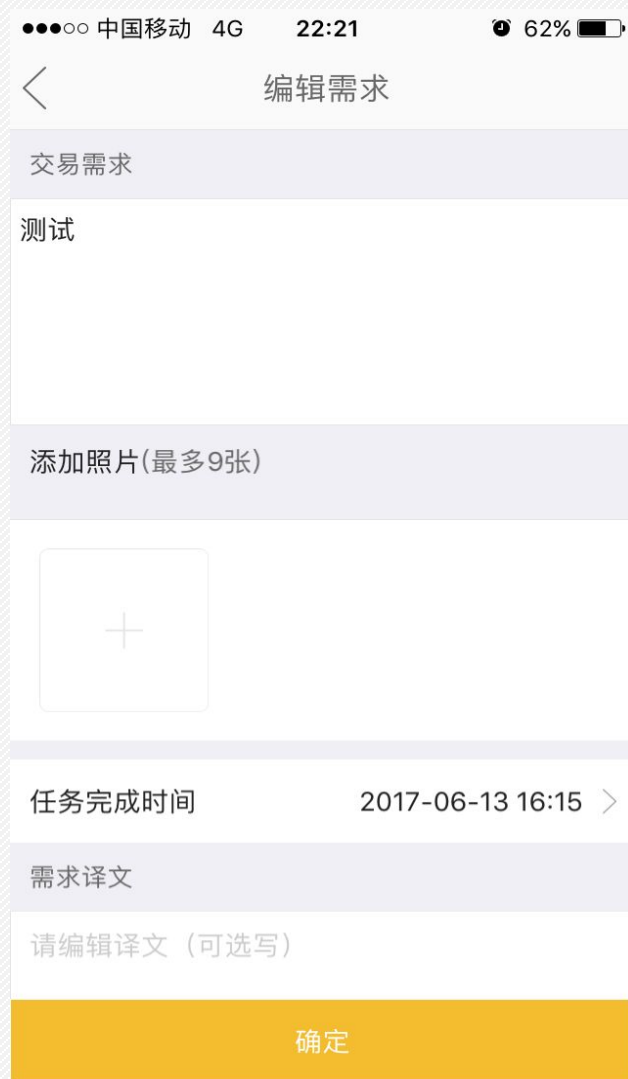 中国移动 4G 22:21 62%
编辑需求
交易需求
测试
添加照片(最多9张)
任务完成时间 2017-06-13 16:15
需求译文
请编辑译文（可选写）
确定